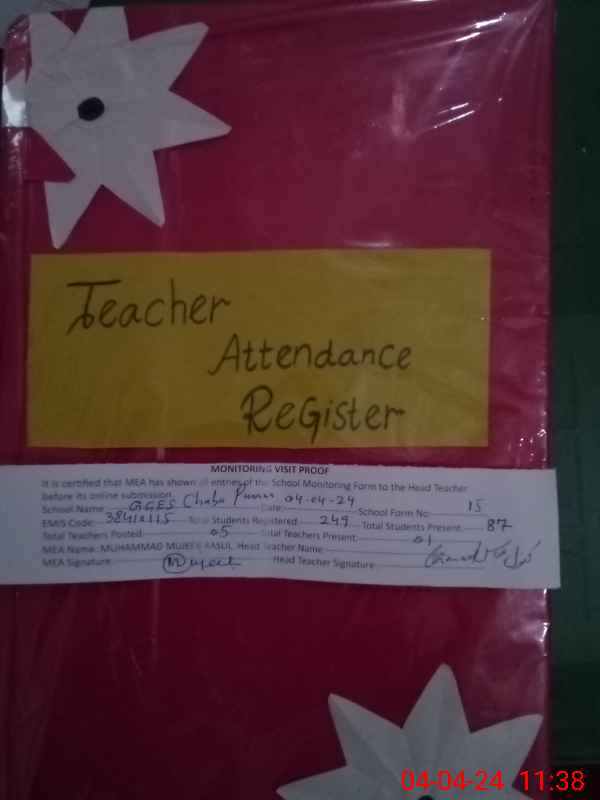 Teacher
Attendance
Register
MONITORING VISIT PROOF
It is certified that MEA has shown all entries of the School Monitoring Form to the Head Teacher
before its online submission.
School Name: GGES Date: 04-04-24 School Form No: 15
EMIS Code: Total Students Registered: 249 Total Students Present: 87
Total Teachers Posted: 05 Total Teachers Present: 01
MEA Name: MUHAMMAD MUJEEB RASUL Head Teacher Name:
MEA Signature: Mujeeb Head Teacher Signature:
04-04-24 11:38